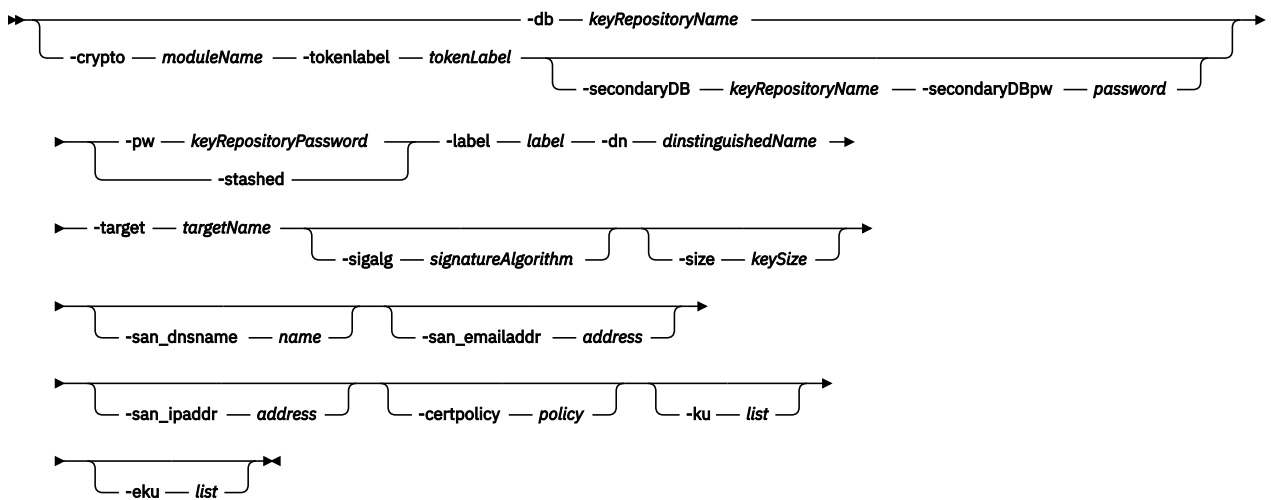 -db keyRepositoryName
-crypto moduleName -tokenlabel tokenLabel
-secondaryDB keyRepositoryName -secondaryDBpw password
-pw keyRepositoryPassword -label label -dn dinstinguishedName
-stashed
-target targetName
-sigalg signatureAlgorithm -size keySize
-san_dnsname name -san_emailaddr address
-san_ipaddr address -certpolicy policy -ku list
-eku list